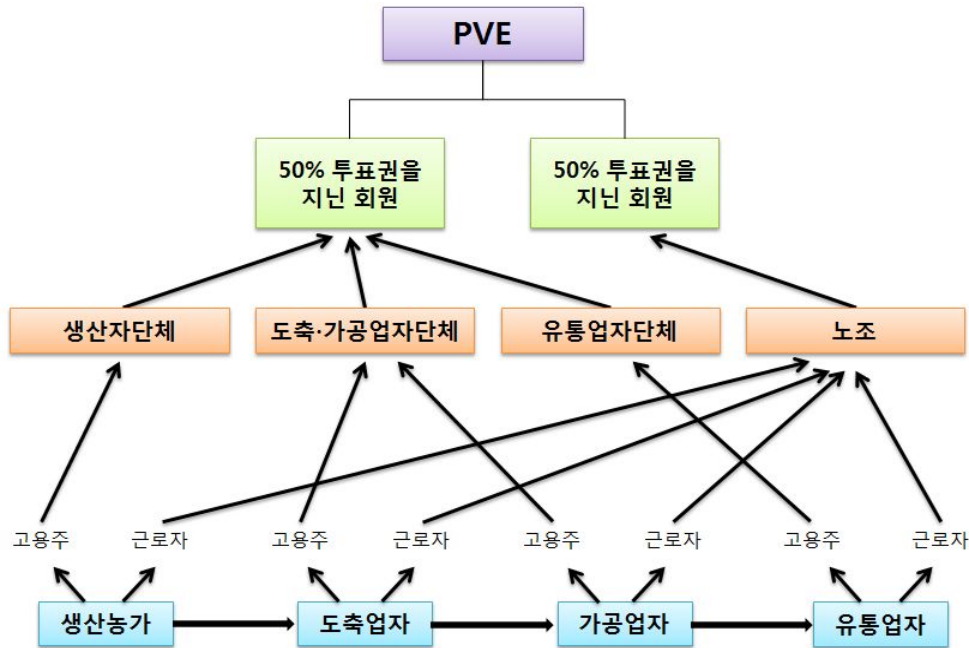 PVE
50% 투표권을
지닌 회원
50% 투표권을
지닌 회원
생산자단체
도축·가공업자단체
유통업자단체
노조
고용주
근로자
고용주
근로자
고용주
근로자
고용주
근로자
생산농가
도축업자
가공업자
유통업자